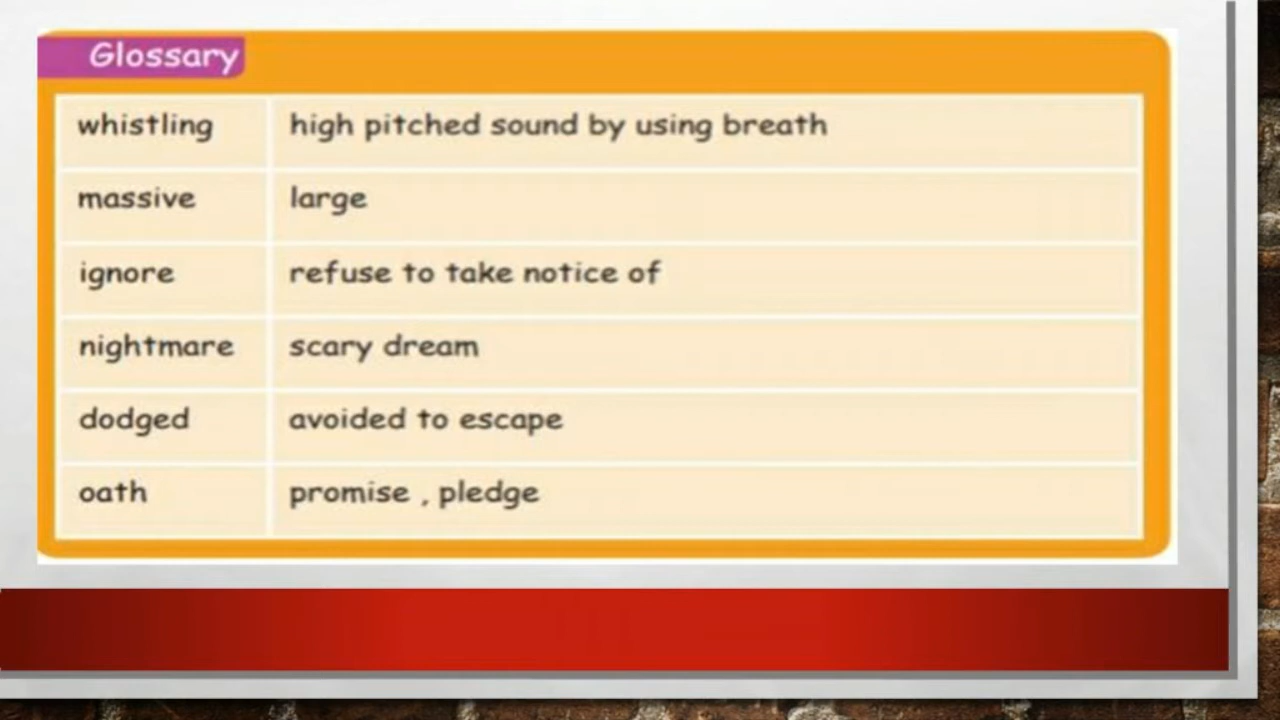 Glossary
whistling high pitched sound by using breath
massive large
ignore refuse to take notice of
nightmare scary dream
dodged avoided to escape
oath promise , pledge